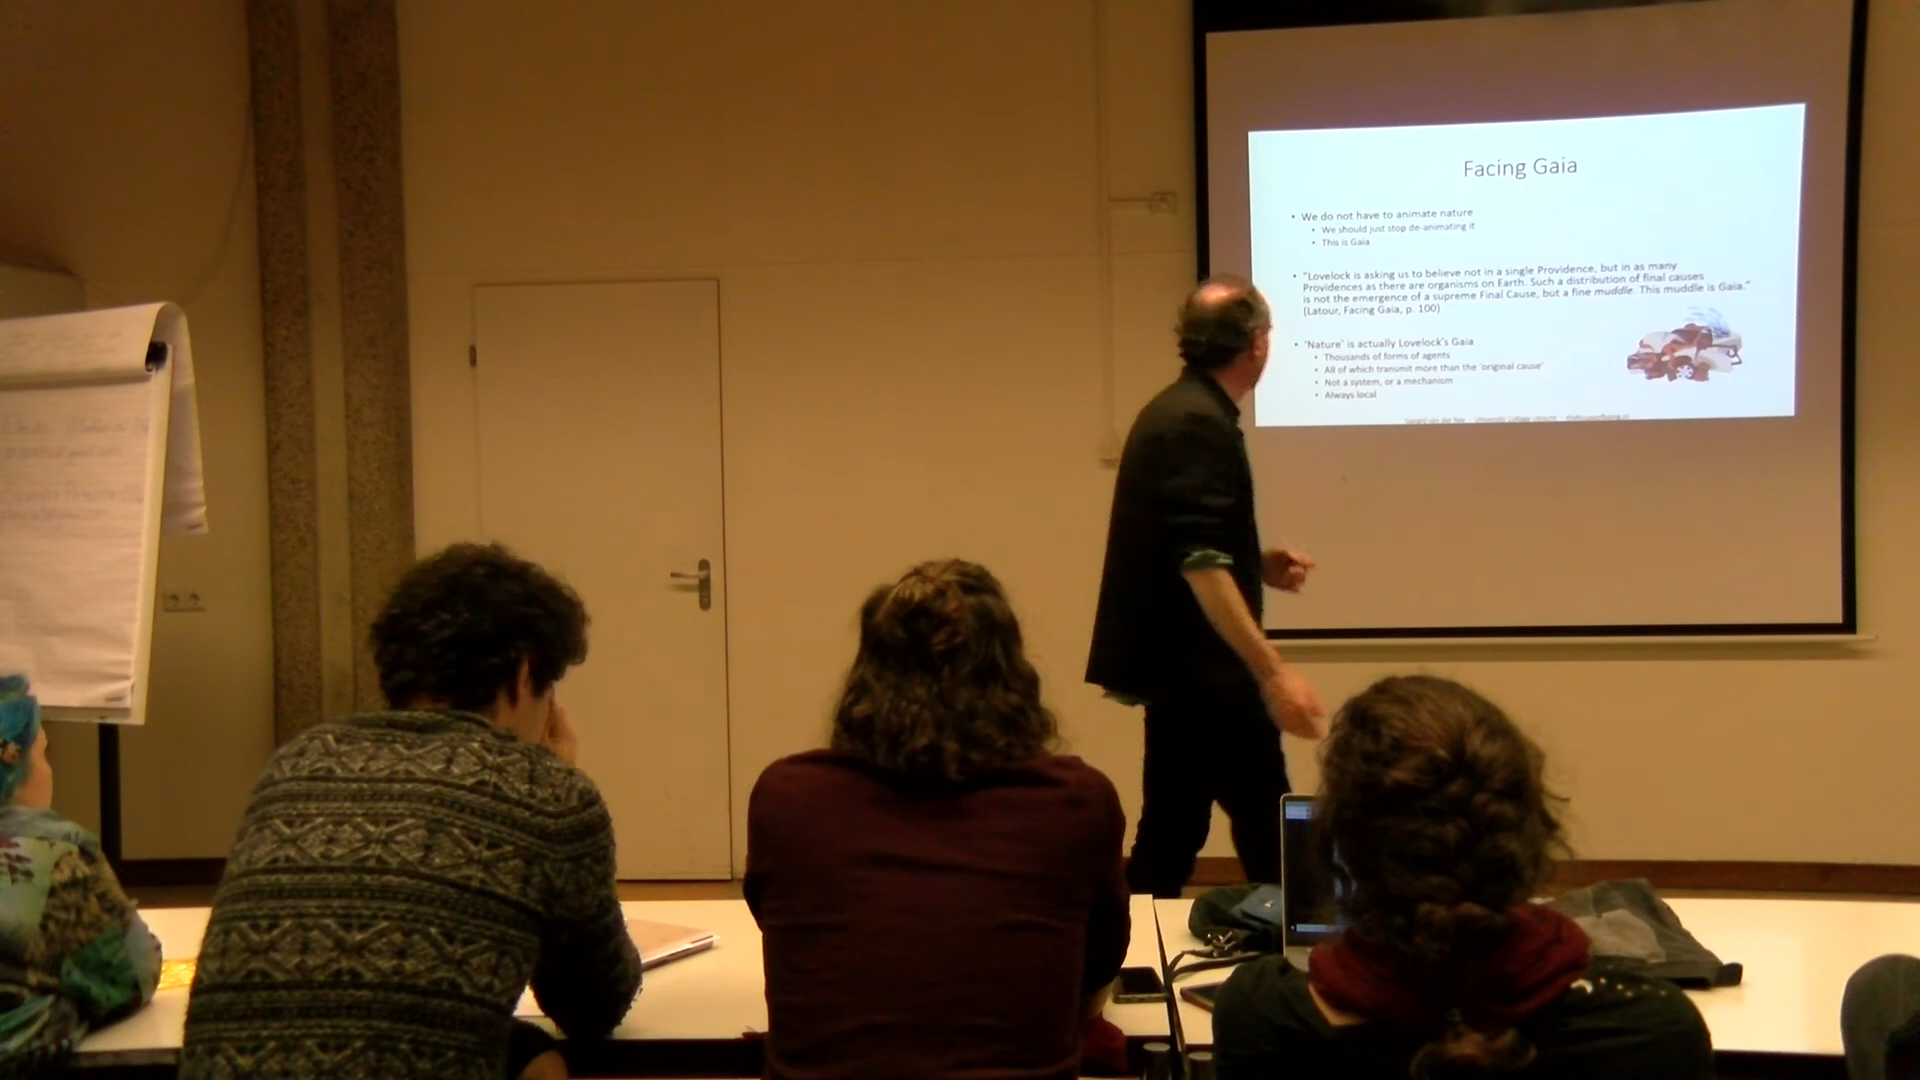 Facing Gaia
• We do not have to animate nature
• We should just stop de-animating it
• This is Gaia
• "Lovelock is asking us to believe not in a single Providence, but in as many
Providences as there are organisms on Earth. Such a distribution of final causes
is not the emergence of a supreme Final Cause, but a fine muddle. This muddle is Gaia."
(Latour, Facing Gaia, p. 100)
• 'Nature' is actually Lovelock's Gaia
• Thousands of forms of agents
• All of which transmit more than the 'original cause'
• Not a system, or a mechanism
• Always local
University College Utrecht